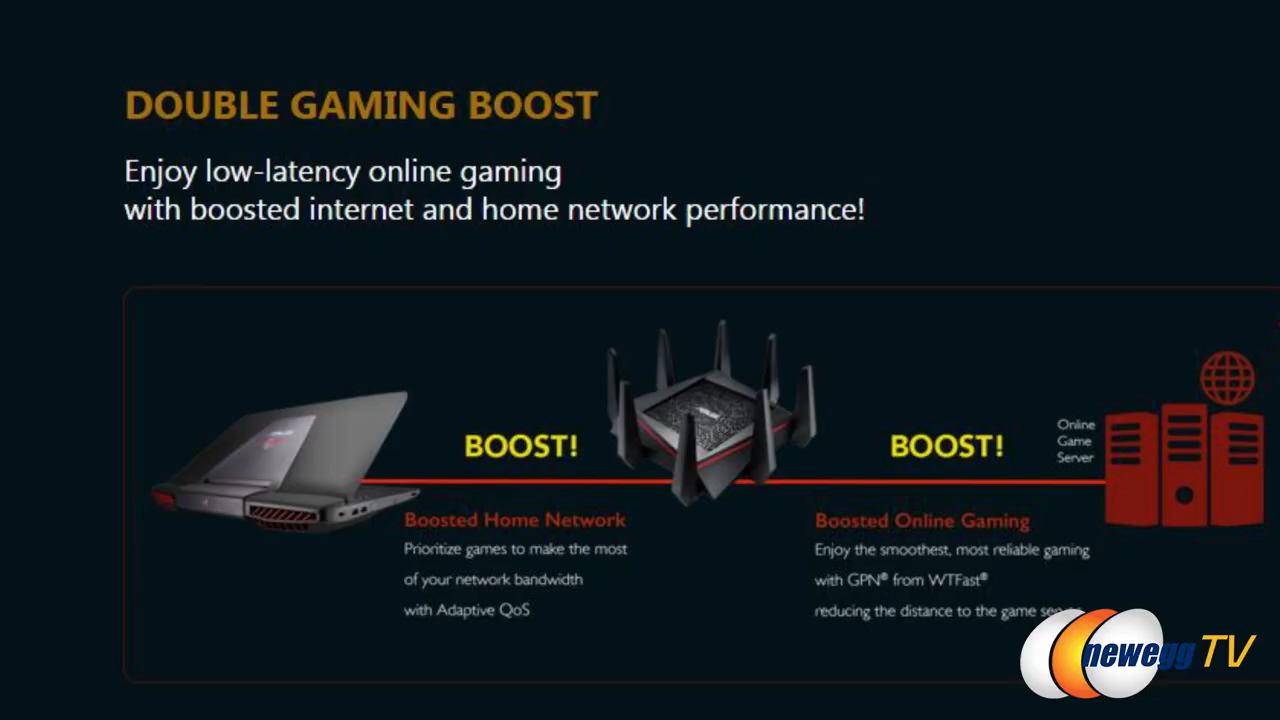 DOUBLE GAMING BOOST
Enjoy low-latency online gaming
with boosted internet and home network performance!
BOOST!
BOOST!
Online
Game
Server
Boosted Home Network
Prioritize games to make the most
of your network bandwidth
with Adaptive QoS
Boosted Online Gaming
Enjoy the smoothest, most reliable gaming
with GPN® from WTFast®
reducing the distance to the game
newegg TV